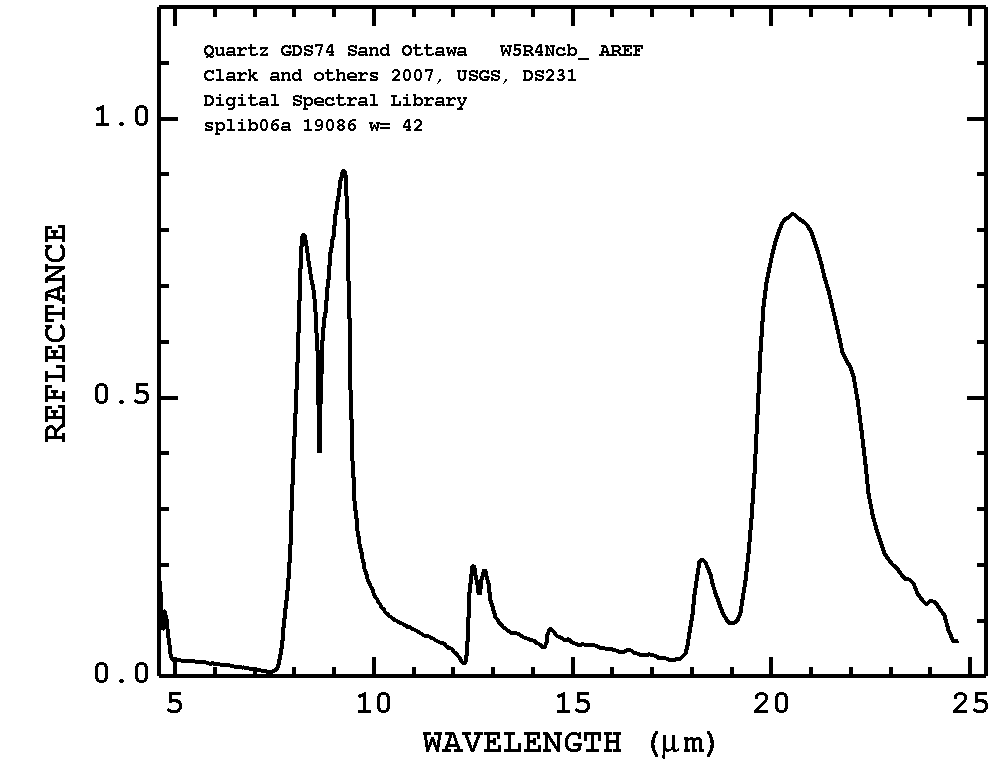 Quartz GDS74 Sand Ottawa   W5R4Ncb_ AREF
Clark and others 2007, USGS, DS231
Digital Spectral Library
splib06a 19086 w= 42
1.0
0.5
0.0
REFLECTANCE
5 10 15 20 25
WAVELENGTH (μm)